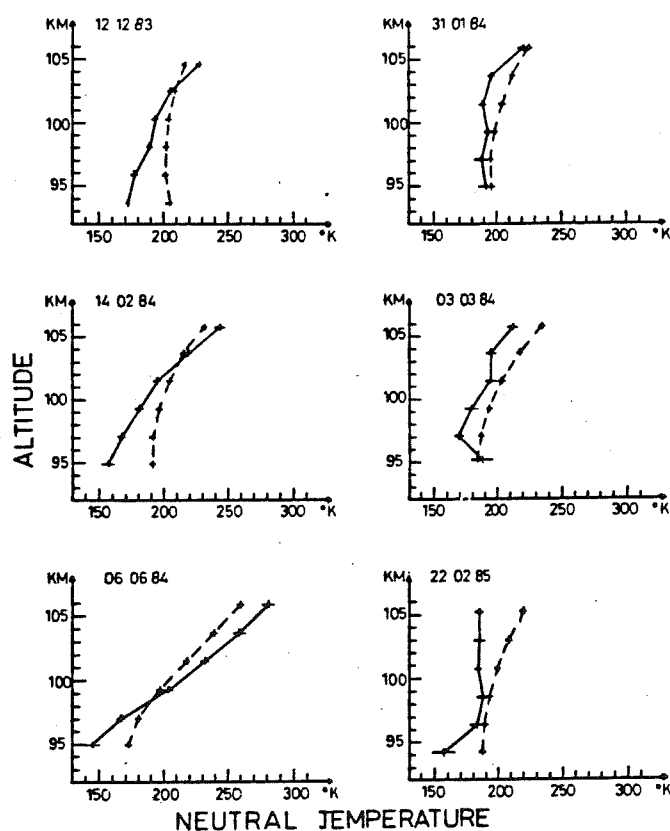 KM 12 12 83
105
100
95
150 200 250 300 °K
KM 31 01 84
105
100
95
150 200 250 300 °K
KM 14 02 84
105
100
95
150 200 250 300 °K
KM 03 03 84
105
100
95
150 200 250 300 °K
ALTITUDE
KM 06 06 84
105
100
95
150 200 250 300 °K
KM 22 02 85
105
100
95
150 200 250 300 °K
NEUTRAL TEMPERATURE